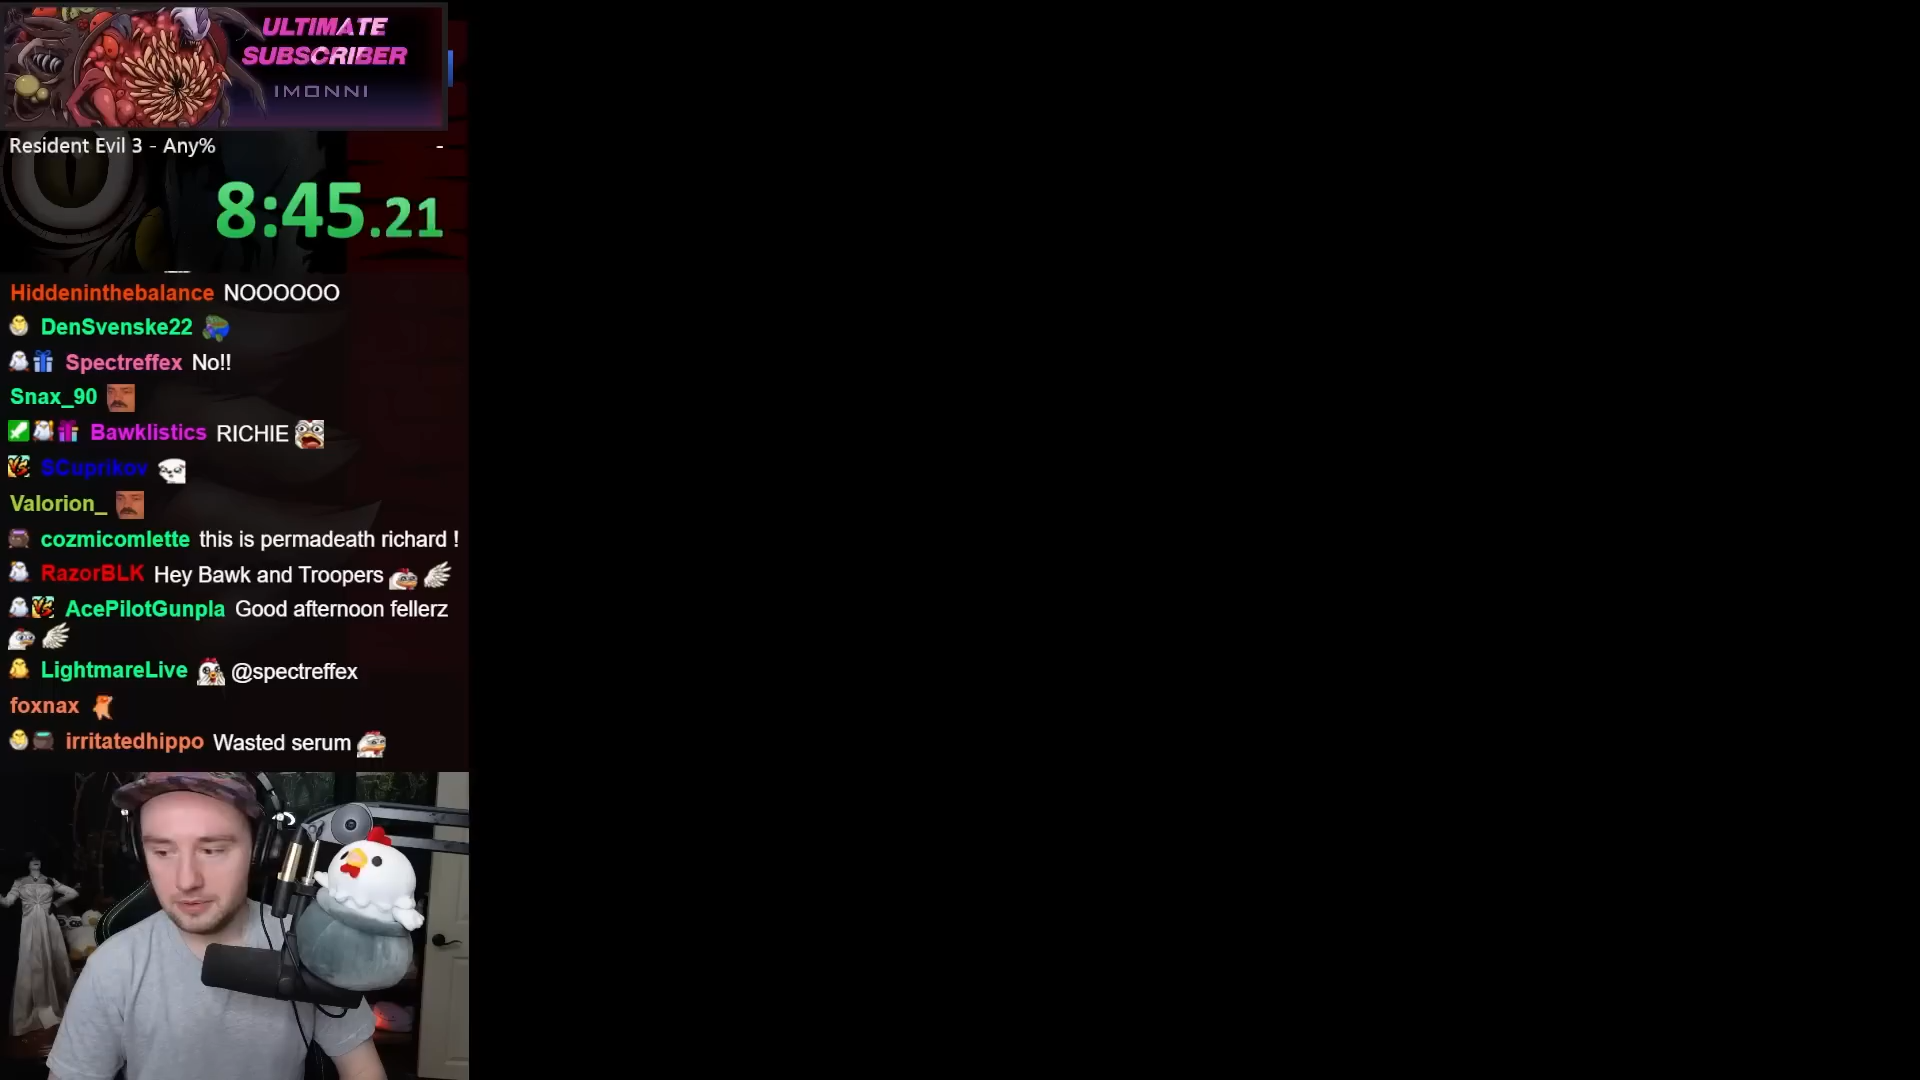 ULTIMATE
SUBSCRIBER
IMONNI
Resident Evil 3 - Any% -
8:45.21
Hiddeninthebalance NOOOOOO
DenSvenske22
Spectreffex No!!
Snax_90
Bawklistics RICHIE
VS SCuprikov
Valorion_
cozmicomlette this is permadeath richard !
RazorBLK Hey Bawk and Troopers
VS AcePilotGunpla Good afternoon fellerz
LightmareLive @spectreffex
foxnax
irritatedhippo Wasted serum